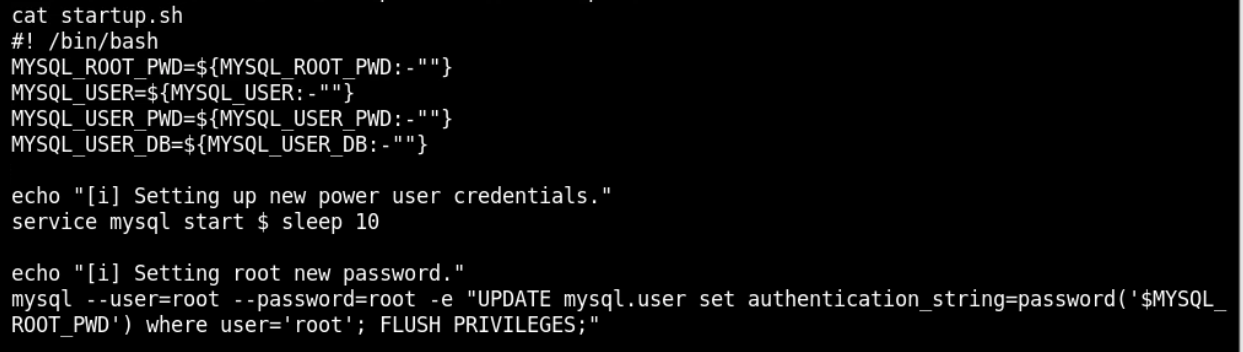 cat startup.sh
#! /bin/bash
MYSQL_ROOT_PWD=${MYSQL_ROOT_PWD:-""}
MYSQL_USER=${MYSQL_USER:-""}
MYSQL_USER_PWD=${MYSQL_USER_PWD:-""}
MYSQL_USER_DB=${MYSQL_USER_DB:-""}
echo "[i] Setting up new power user credentials."
service mysql start $ sleep 10
echo "[i] Setting root new password."
mysql --user=root --password=root -e "UPDATE mysql.user set authentication_string=password('$MYSQL_
ROOT_PWD') where user='root'; FLUSH PRIVILEGES;"